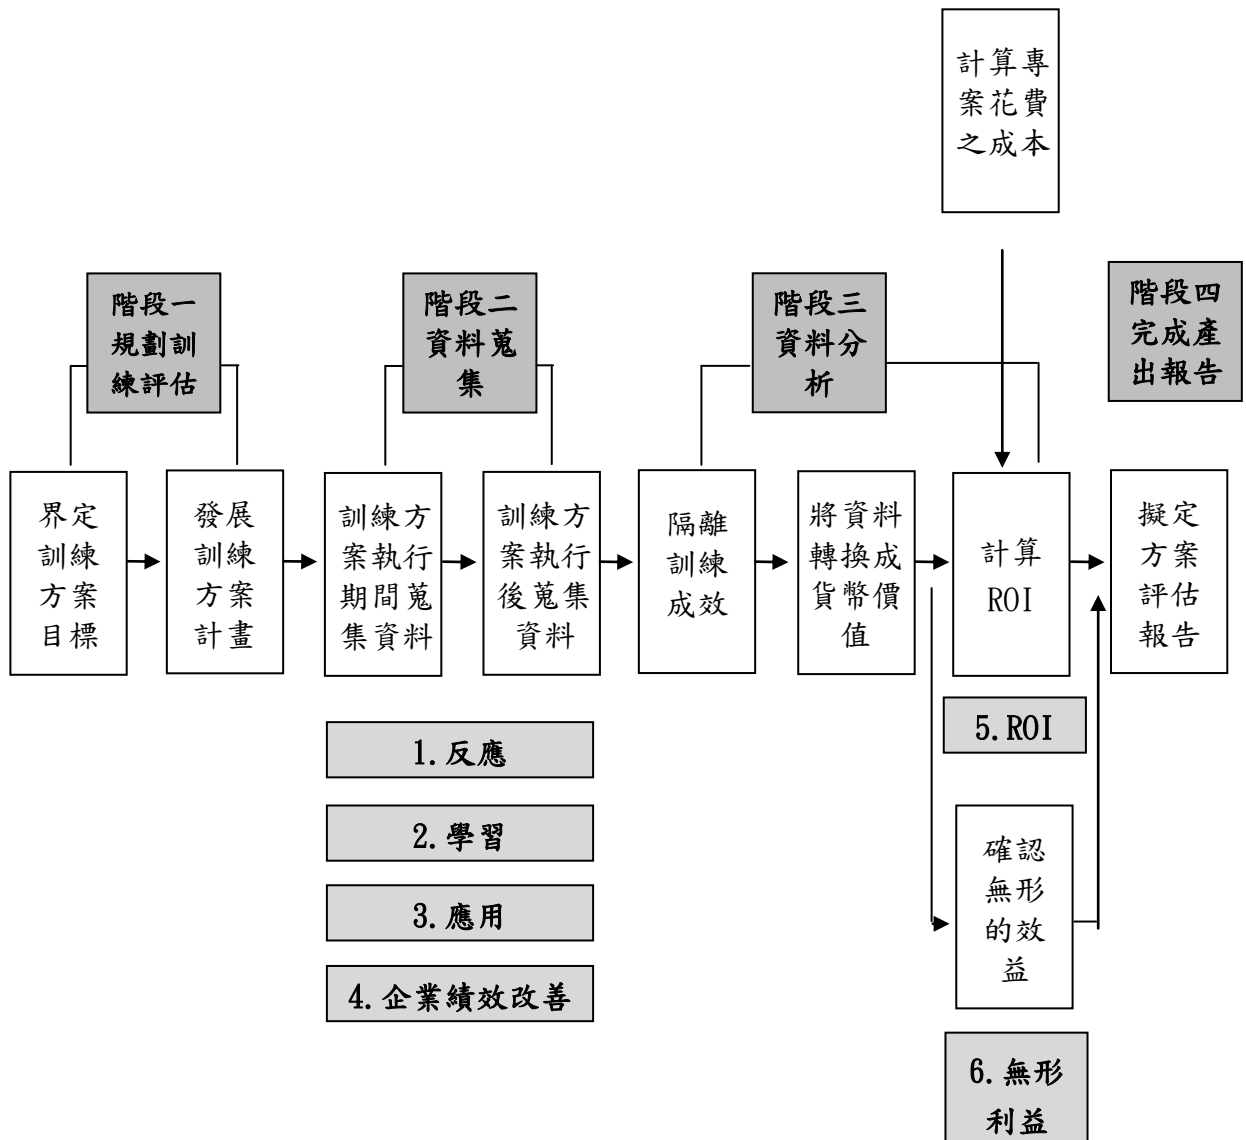 計算專
案花費
之成本
階段一
規劃訓
練評估
階段二
資料蒐
集
階段三
資料分
析
階段四
完成產
出報告
界定
訓練
方案
目標
發展
訓練
方案
計畫
訓練方
案執行
期間蒐
集資料
訓練方
案執行
後蒐集
資料
隔離
訓練
成效
將資料
轉換成
貨幣價
值
計算
ROI
擬定
方案
評估
報告
1.反應
2.學習
3.應用
4.企業績效改善
5.ROI
確認
無形
的效
益
6.無形
利益